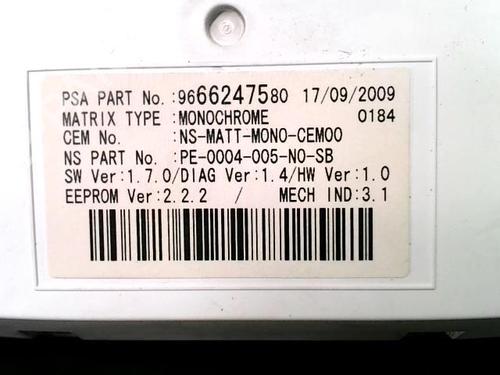 PSA PART No.:9666247580 17/09/2009
MATRIX TYPE :MONOCHROME 0184
CEM No. :NS-MATT-MONO-CEM00
NS PART No. :PE-0004-005-N0-SB
SW Ver:1.7.0/DIAG Ver:1.4/HW Ver:1.0
EEPROM Ver:2.2.2 / MECH IND:3.1